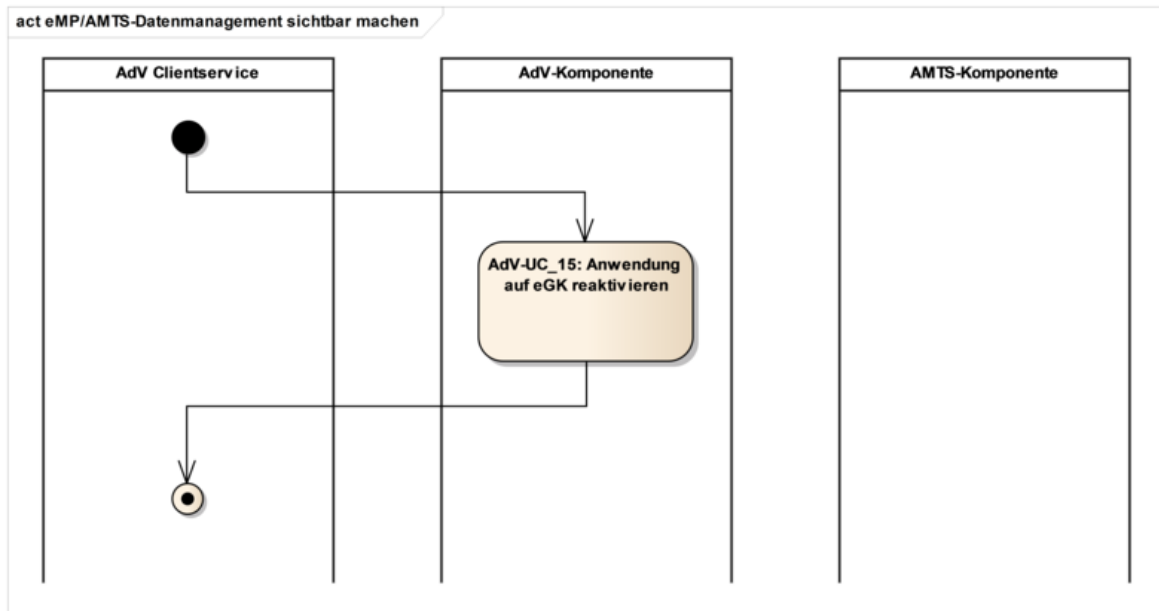 act eMP/AMTS-Datenmanagement sichtbar machen
AdV Clientservice
AdV-Komponente
AMTS-Komponente
AdV-UC_15: Anwendung
auf eGK reaktivieren